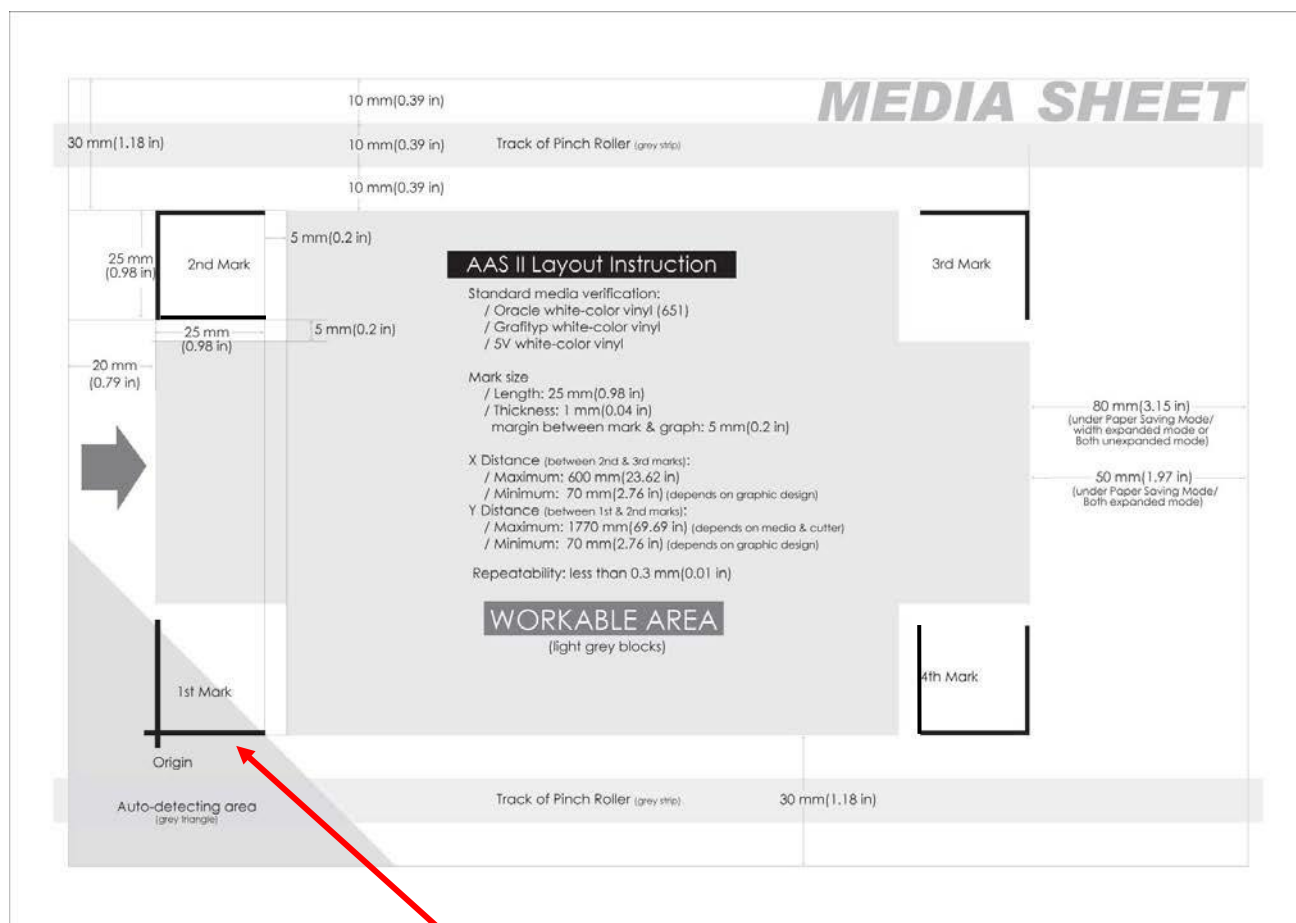 MEDIA SHEET
10 mm(0.39 in)
30 mm(1.18 in)
10 mm(0.39 in)
Track of Pinch Roller (grey strip)
10 mm(0.39 in)
5 mm(0.2 in)
25 mm
(0.98 in)
2nd Mark
3rd Mark
25 mm
(0.98 in)
5 mm(0.2 in)
20 mm
(0.79 in)
AAS II Layout Instruction
Standard media verification:
/ Oracle white-color vinyl (651)
/ Grafityp white-color vinyl
/ 5V white-color vinyl
Mark size
/ Length: 25 mm(0.98 in)
/ Thickness: 1 mm(0.04 in)
margin between mark & graph: 5 mm(0.2 in)
X Distance (between 2nd & 3rd marks):
/ Maximum: 600 mm(23.62 in)
/ Minimum: 70 mm(2.76 in) (depends on graphic design)
Y Distance (between 1st & 2nd marks):
/ Maximum: 1770 mm(69.69 in) (depends on media & cutter)
/ Minimum: 70 mm(2.76 in) (depends on graphic design)
Repeatability: less than 0.3 mm(0.01 in)
WORKABLE AREA
(light grey blocks)
80 mm(3.15 in)
(under Paper Saving Mode/
width expanded mode or
Both unexpanded mode)
50 mm(1.97 in)
(under Paper Saving Mode/
Both expanded mode)
1st Mark
4th Mark
Origin
Auto-detecting area
(grey triangle)
Track of Pinch Roller (grey strip)
30 mm(1.18 in)